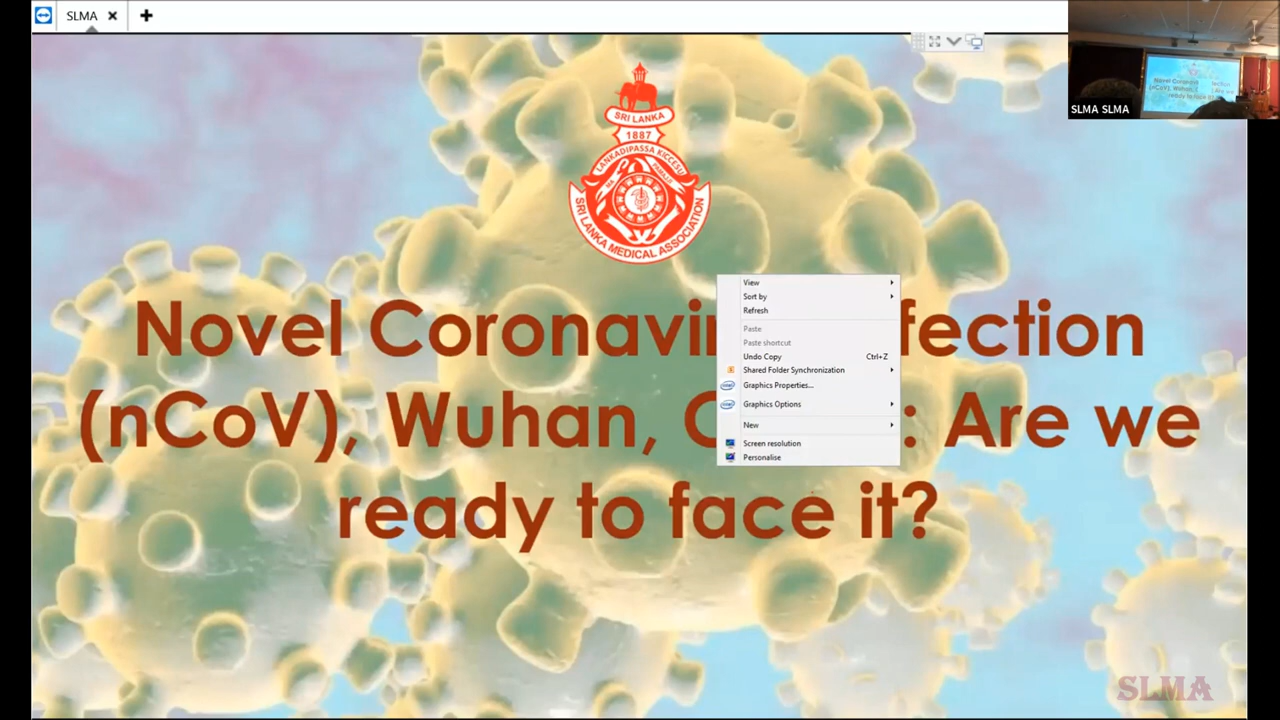 SLMA
SRI LANKA
1887
LANKADIPASSA KICCESU
SRI LANKA MEDICAL ASSOCIATION
Novel Coronavir fection
(nCoV), Wuhan, C : Are we
ready to face it?
View
Sort by
Refresh
Paste
Paste shortcut
Undo Copy Ctrl+Z
Shared Folder Synchronization
Graphics Properties...
Graphics Options
New
Screen resolution
Personalise
SLMA SLMA
SLMA